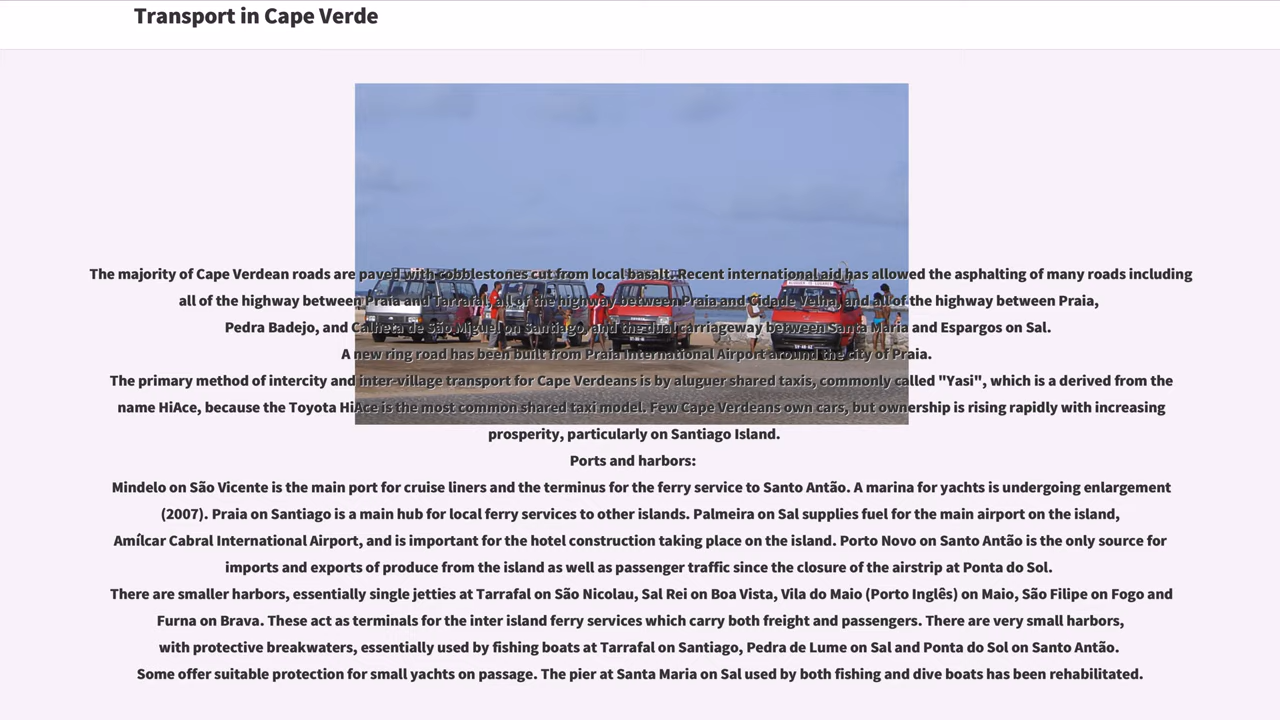 Transport in Cape Verde
The majority of Cape Verdean roads are paved with cobblestones cut from local basalt. Recent international aid has allowed the asphalting of many roads including
all of the highway between Praia and Tarrafal, all of the highway between Praia and Cidade Velha, and all of the highway between Praia,
Pedra Badejo, and Calheta de São Miguel on Santiago, and the dual carriageway between Santa Maria and Espargos on Sal.
A new ring road has been built from Praia International Airport around the city of Praia.
The primary method of intercity and inter-village transport for Cape Verdeans is by aluguer shared taxis, commonly called "Yasi", which is a derived from the
name HiAce, because the Toyota HiAce is the most common shared taxi model. Few Cape Verdeans own cars, but ownership is rising rapidly with increasing
prosperity, particularly on Santiago Island.
Ports and harbors:
Mindelo on São Vicente is the main port for cruise liners and the terminus for the ferry service to Santo Antão. A marina for yachts is undergoing enlargement
(2007). Praia on Santiago is a main hub for local ferry services to other islands. Palmeira on Sal supplies fuel for the main airport on the island,
Amílcar Cabral International Airport, and is important for the hotel construction taking place on the island. Porto Novo on Santo Antão is the only source for
imports and exports of produce from the island as well as passenger traffic since the closure of the airstrip at Ponta do Sol.
There are smaller harbors, essentially single jetties at Tarrafal on São Nicolau, Sal Rei on Boa Vista, Vila do Maio (Porto Inglês) on Maio, São Filipe on Fogo and
Furna on Brava. These act as terminals for the inter island ferry services which carry both freight and passengers. There are very small harbors,
with protective breakwaters, essentially used by fishing boats at Tarrafal on Santiago, Pedra de Lume on Sal and Ponta do Sol on Santo Antão.
Some offer suitable protection for small yachts on passage. The pier at Santa Maria on Sal used by both fishing and dive boats has been rehabilitated.